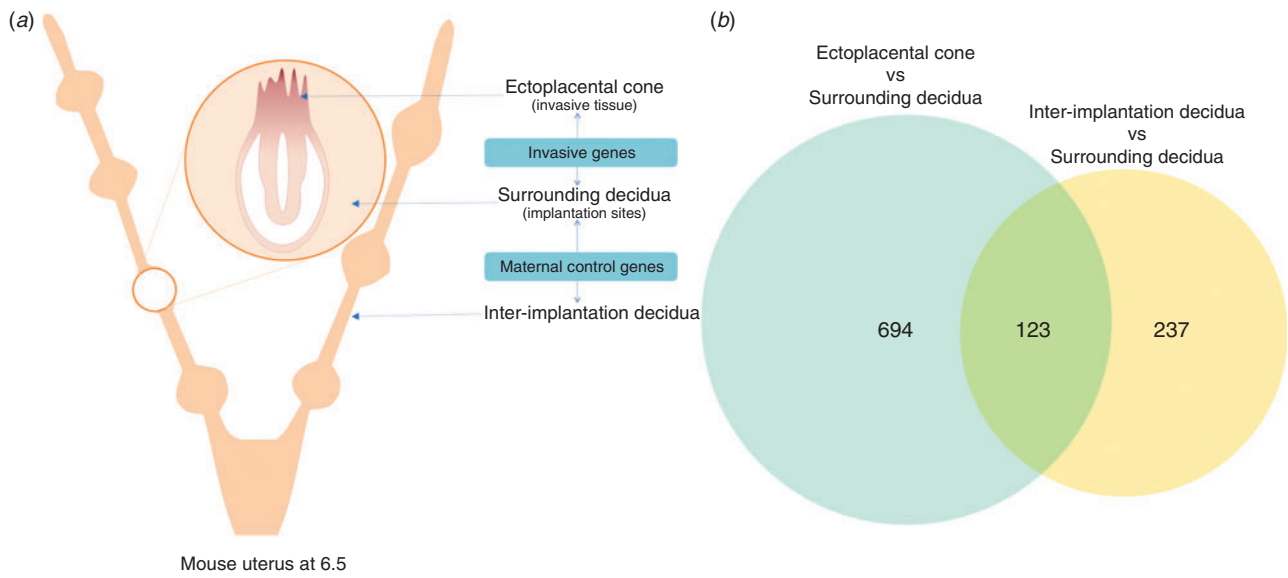 (a)
Ectoplacental cone
(invasive tissue)
Invasive genes
Surrounding decidua
(implantation sites)
Maternal control genes
Inter-implantation decidua
Mouse uterus at 6.5
(b)
Ectoplacental cone
vs
Surrounding decidua
Inter-implantation decidua
vs
Surrounding decidua
694
123
237